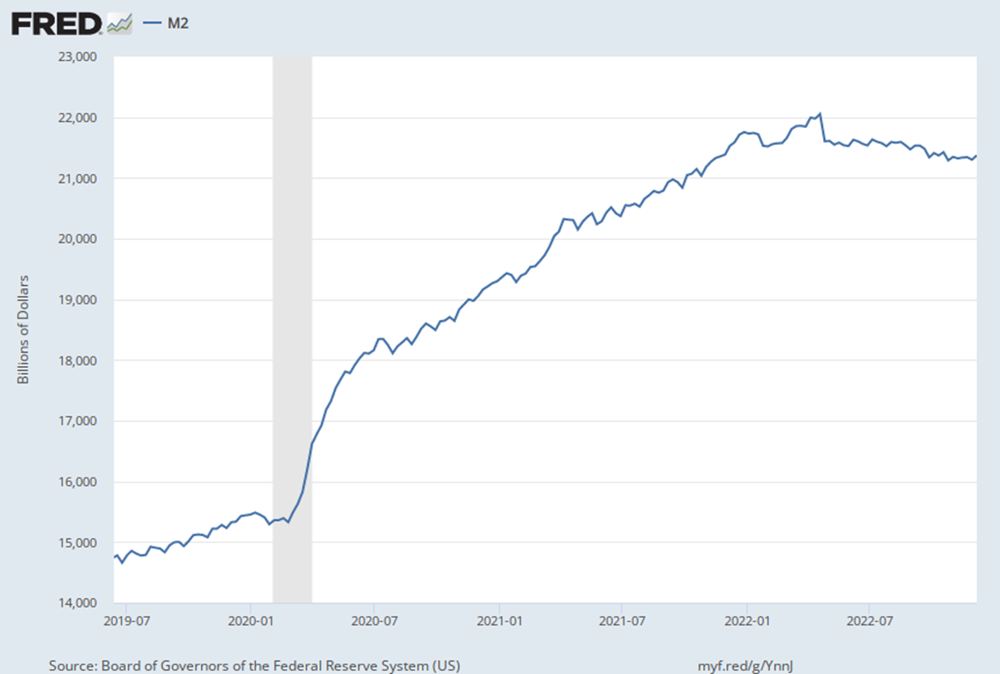 FRED M2
23,000
22,000
21,000
20,000
19,000
18,000
17,000
16,000
15,000
14,000
Billions of Dollars
2019-07 2020-01 2020-07 2021-01 2021-07 2022-01 2022-07
Source: Board of Governors of the Federal Reserve System (US) myf.red/g/YnnJ